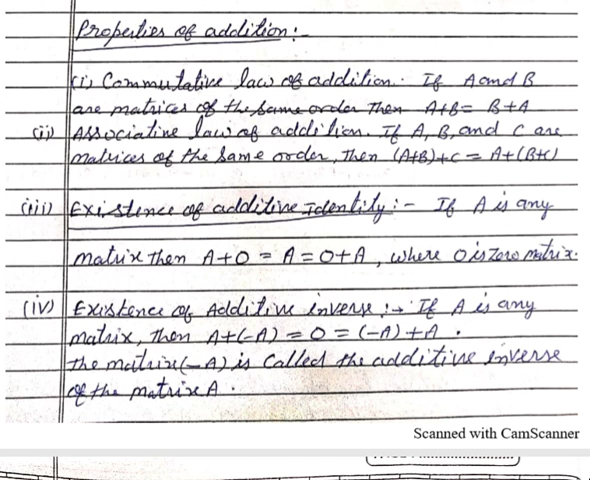 Properties of addition:-
(i) Commutative law of addition. If A and B
are matrices of the same order Then A+B= B+A
(ii) Associative law of addition. If A, B, and C are
matrices of the same order, then (A+B)+C = A+(B+C)
(iii) Existence of additive Identity:- If A is any
matrix then A+O = A = O+A, where O is zero matrix.
(iv) Existence of Additive inverse:→ If A is any
matrix, then A+(-A) = O = (-A)+A.
the matrix(-A) is Called the additive inverse
of the matrix A.
Scanned with CamScanner